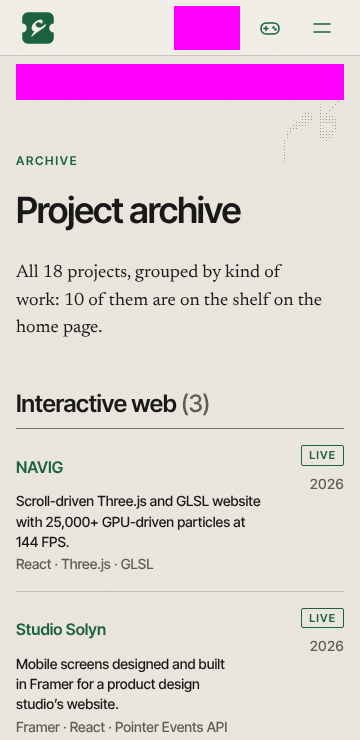 ARCHIVE
Project archive
All 18 projects, grouped by kind of
work: 10 of them are on the shelf on the
home page.
Interactive web (3)
LIVE
NAVIG
2026
Scroll-driven Three.js and GLSL website
with 25,000+ GPU-driven particles at
144 FPS.
React · Three.js · GLSL
LIVE
Studio Solyn
2026
Mobile screens designed and built
in Framer for a product design
studio’s website.
Framer · React · Pointer Events API